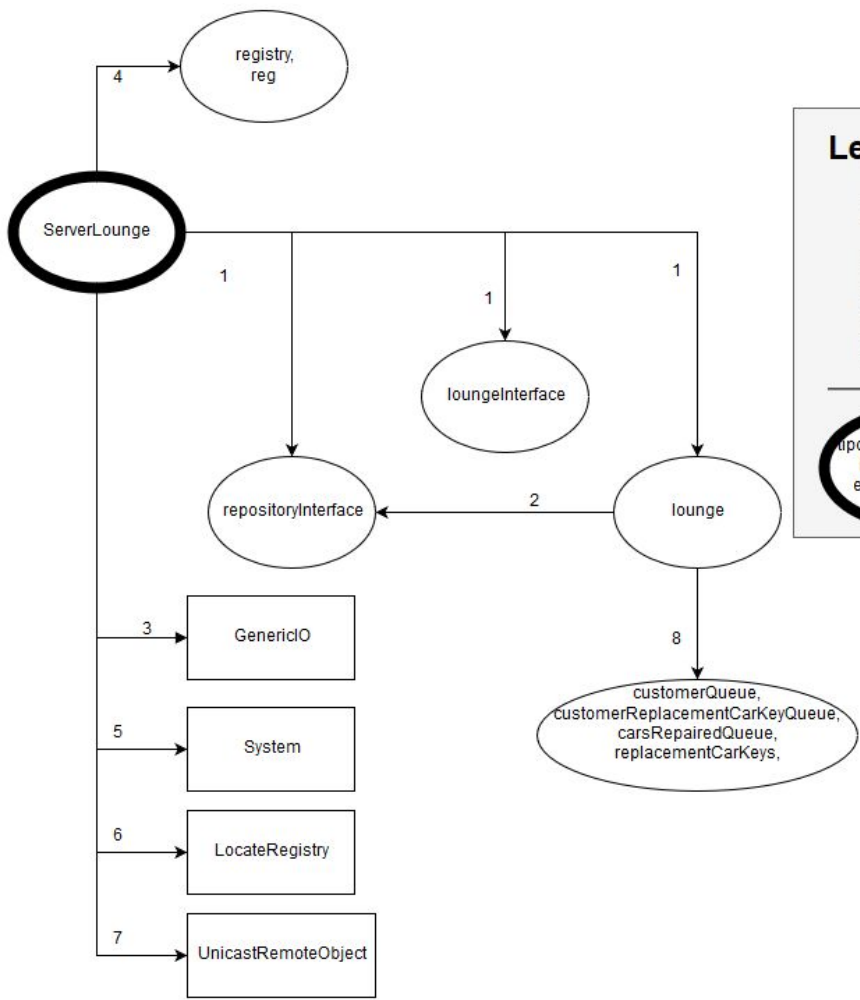 registry,
reg
4
Le
ServerLounge
1
1
1
loungeInterface
repositoryInterface
2
lounge
3
GenericIO
8
customerQueue,
customerReplacementCarKeyQueue,
carsRepairedQueue,
replacementCarKeys,
5
System
6
LocateRegistry
7
UnicastRemoteObject